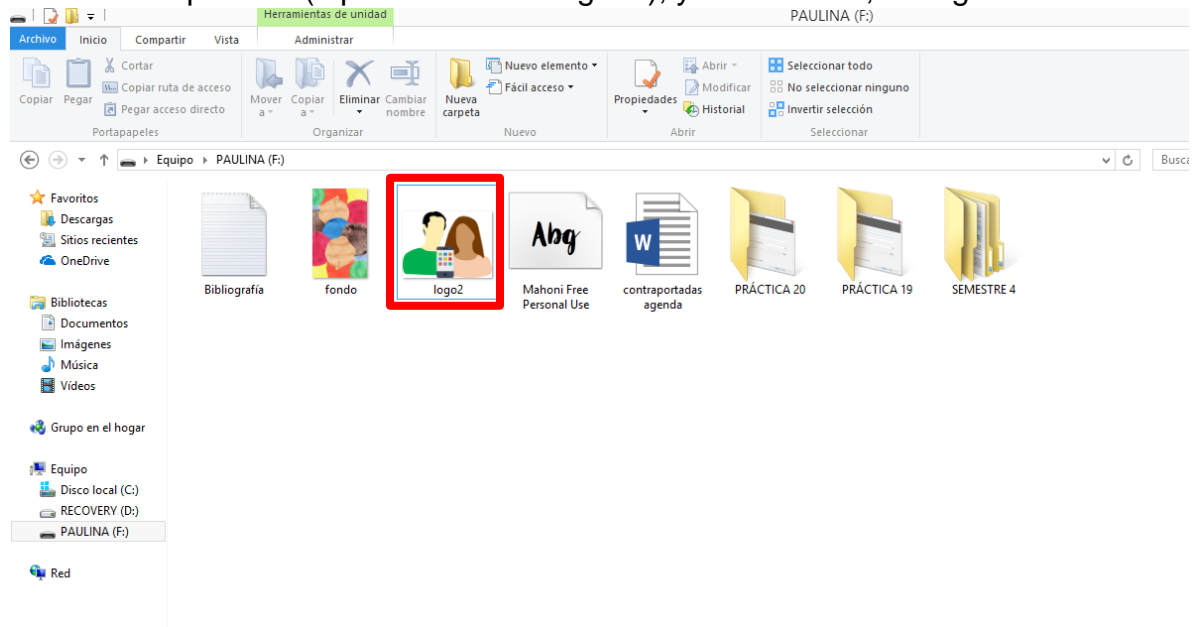 PAULINA (F:)
Herramientas de unidad
Archivo Inicio Compartir Vista Administrar
Copiar
Pegar
Cortar
Copiar ruta de acceso
Pegar acceso directo
Portapapeles
Mover a
Copiar a
Eliminar
Cambiar nombre
Organizar
Nueva carpeta
Nuevo elemento
Fácil acceso
Nuevo
Propiedades
Abrir
Modificar
Historial
Abrir
Seleccionar todo
No seleccionar ninguno
Invertir selección
Seleccionar
Equipo PAULINA (F:)
Busca
Favoritos
Descargas
Sitios recientes
OneDrive
Bibliotecas
Documentos
Imágenes
Música
Vídeos
Grupo en el hogar
Equipo
Disco local (C:)
RECOVERY (D:)
PAULINA (F:)
Red
Bibliografía
fondo
logo2
Abg
Mahoni Free
Personal Use
W
contraportadas
agenda
PRÁCTICA 20
PRÁCTICA 19
SEMESTRE 4